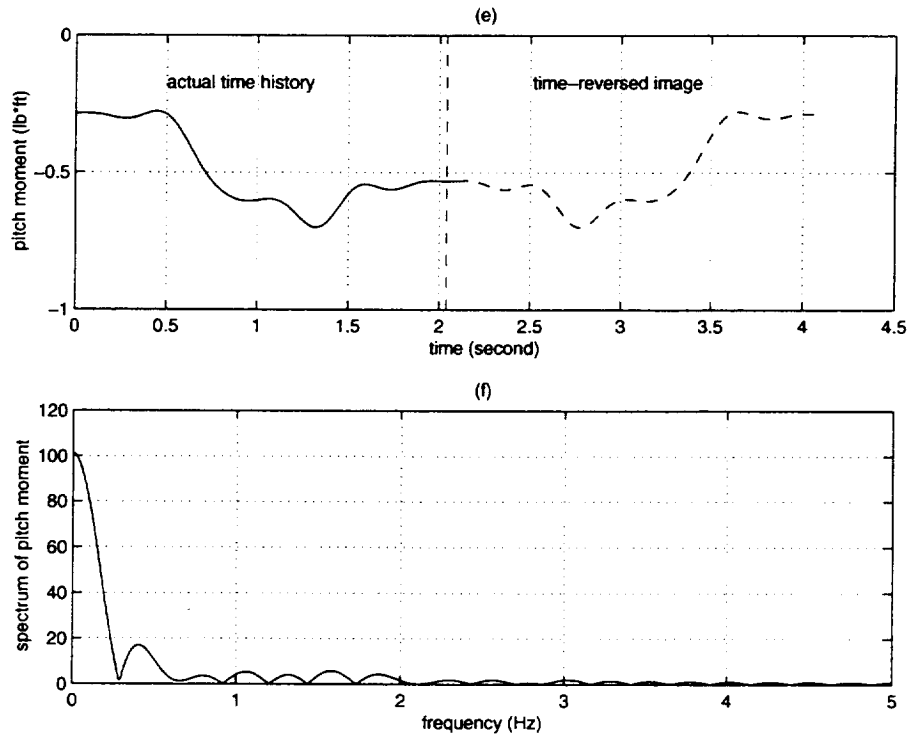 (e)
0
actual time history
time–reversed image
pitch moment (lb*ft)
−0.5
−1
0 0.5 1 1.5 2 2.5 3 3.5 4 4.5
time (second)
(f)
120
100
80
60
40
20
0
spectrum of pitch moment
0 1 2 3 4 5
frequency (Hz)